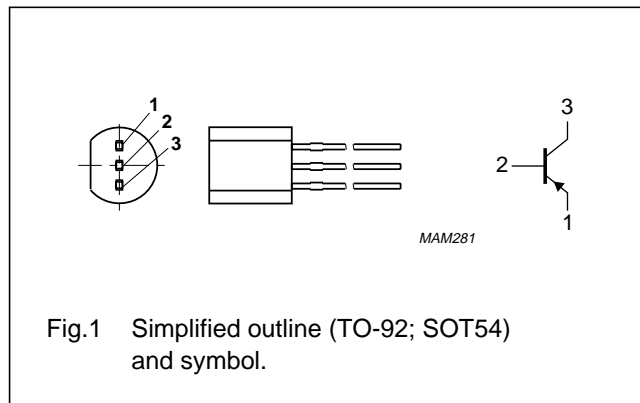 1
2
3
3
2
1
MAM281
Fig.1 Simplified outline (TO-92; SOT54)
and symbol.